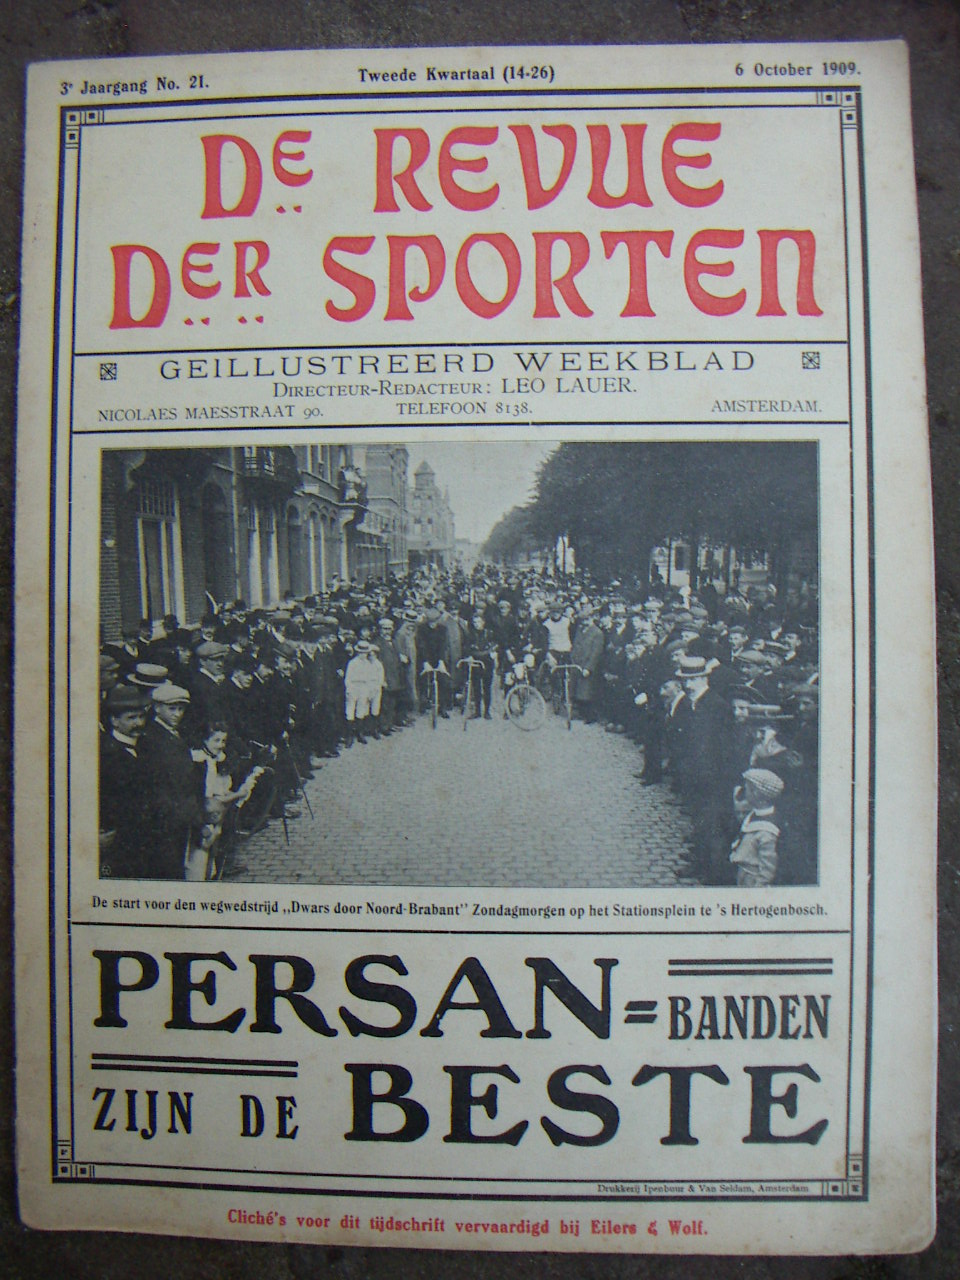 3e Jaargang No. 21.
Tweede Kwartaal (14-26)
6 October 1909.
DE REVUE
DER SPORTEN
GEILLUSTREERD WEEKBLAD
DIRECTEUR-REDACTEUR: LEO LAUER.
NICOLAES MAESSTRAAT 90. TELEFOON 8138. AMSTERDAM.
De start voor den wegwedstrijd „Dwars door Noord-Brabant" Zondagmorgen op het Stationsplein te 's Hertogenbosch.
PERSAN=BANDEN
ZIJN DE BESTE
Drukkerij Ipenbuur & Van Seldam, Amsterdam
Cliché's voor dit tijdschrift vervaardigd bij Eilers & Wolf.